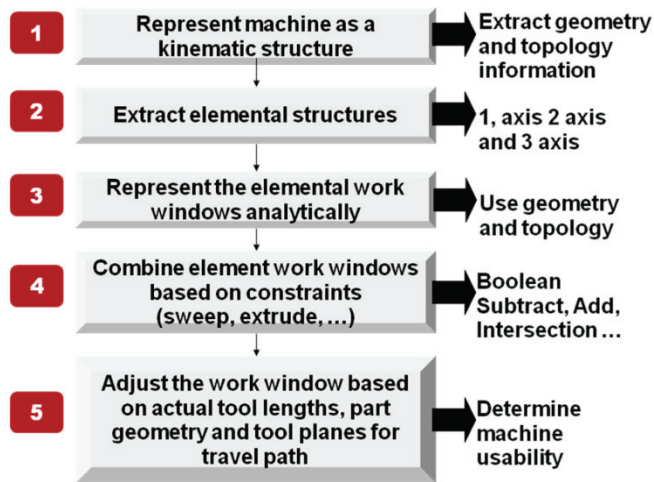 1
Represent machine as a
kinematic structure
Extract geometry
and topology
information
2
Extract elemental structures
1, axis 2 axis
and 3 axis
3
Represent the elemental work
windows analytically
Use geometry
and topology
4
Combine element work windows
based on constraints
(sweep, extrude, ...)
Boolean
Subtract, Add,
Intersection ...
5
Adjust the work window based
on actual tool lengths, part
geometry and tool planes for
travel path
Determine
machine
usability